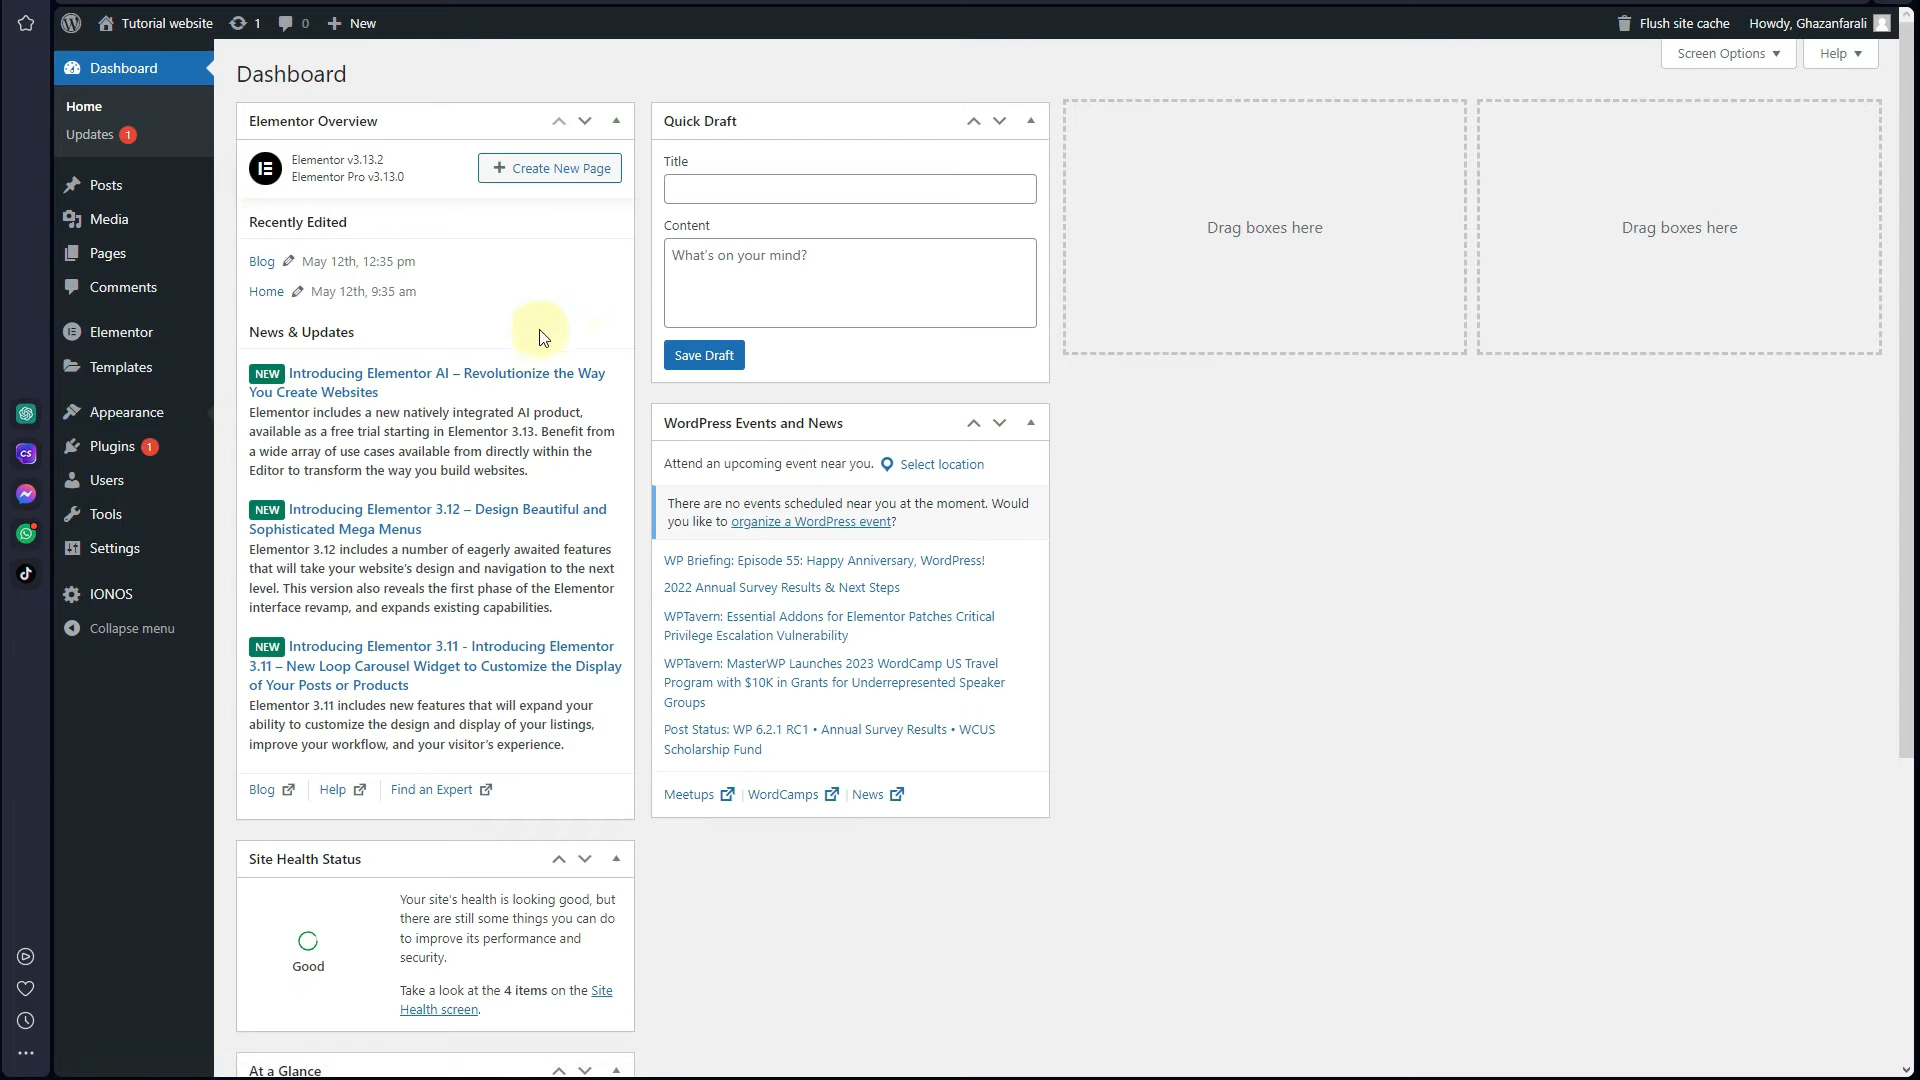 Tutorial website
1
0
New
Flush site cache
Howdy, Ghazanfarali
Dashboard
Home
Updates 1
Posts
Media
Pages
Comments
Elementor
Templates
Appearance
Plugins 1
Users
Tools
Settings
IONOS
Collapse menu
Screen Options
Help
Dashboard
Elementor Overview
Elementor v3.13.2
Elementor Pro v3.13.0
Create New Page
Recently Edited
Blog May 12th, 12:35 pm
Home May 12th, 9:35 am
News & Updates
NEW Introducing Elementor AI – Revolutionize the Way
You Create Websites
Elementor includes a new natively integrated AI product,
available as a free trial starting in Elementor 3.13. Benefit from
a wide array of use cases available from directly within the
Editor to transform the way you build websites.
NEW Introducing Elementor 3.12 – Design Beautiful and
Sophisticated Mega Menus
Elementor 3.12 includes a number of eagerly awaited features
that will take your website's design and navigation to the next
level. This version also reveals the first phase of the Elementor
interface revamp, and expands existing capabilities.
NEW Introducing Elementor 3.11 - Introducing Elementor
3.11 – New Loop Carousel Widget to Customize the Display
of Your Posts or Products
Elementor 3.11 includes new features that will expand your
ability to customize the design and display of your listings,
improve your workflow, and your visitor's experience.
Blog
Help
Find an Expert
Site Health Status
Good
Your site's health is looking good, but
there are still some things you can do
to improve its performance and
security.
Take a look at the 4 items on the Site
Health screen.
At a Glance
Quick Draft
Title
Content
What's on your mind?
Save Draft
WordPress Events and News
Attend an upcoming event near you. Select location
There are no events scheduled near you at the moment. Would
you like to organize a WordPress event?
WP Briefing: Episode 55: Happy Anniversary, WordPress!
2022 Annual Survey Results & Next Steps
WPTavern: Essential Addons for Elementor Patches Critical
Privilege Escalation Vulnerability
WPTavern: MasterWP Launches 2023 WordCamp US Travel
Program with $10K in Grants for Underrepresented Speaker
Groups
Post Status: WP 6.2.1 RC1 • Annual Survey Results • WCUS
Scholarship Fund
Meetups | WordCamps | News
Drag boxes here
Drag boxes here
CS